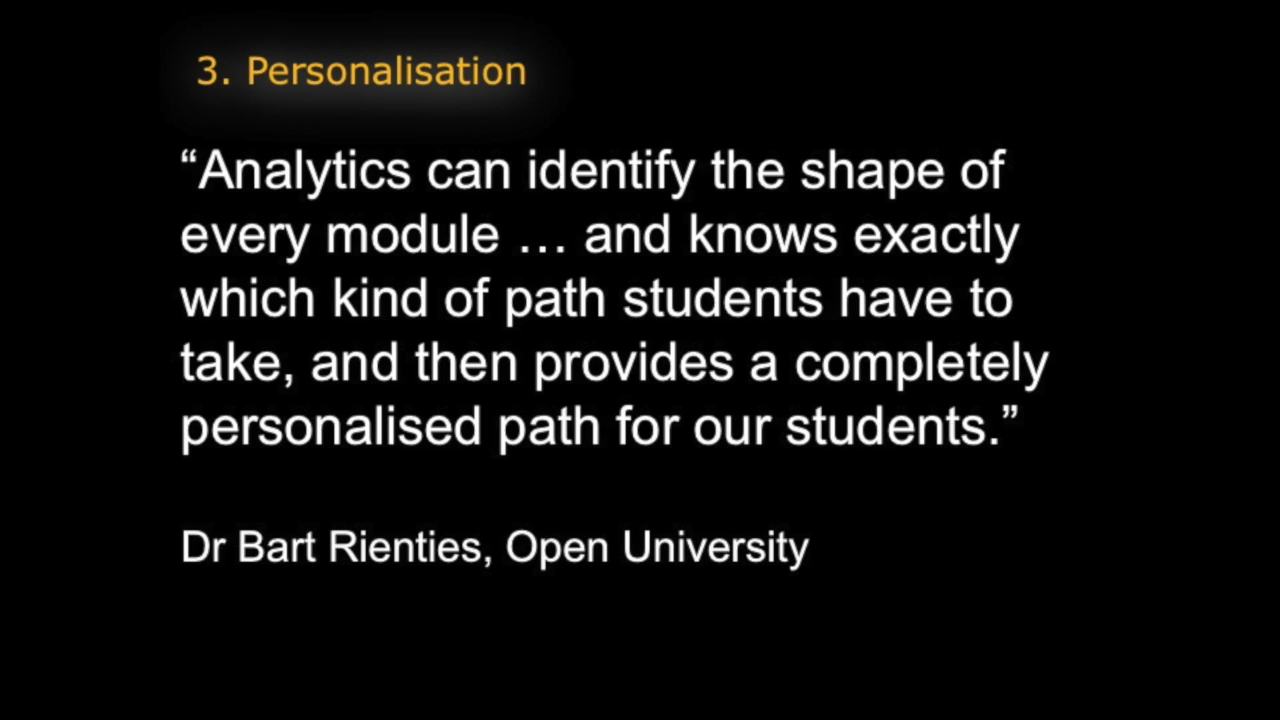 3. Personalisation
“Analytics can identify the shape of
every module … and knows exactly
which kind of path students have to
take, and then provides a completely
personalised path for our students.”
Dr Bart Rienties, Open University